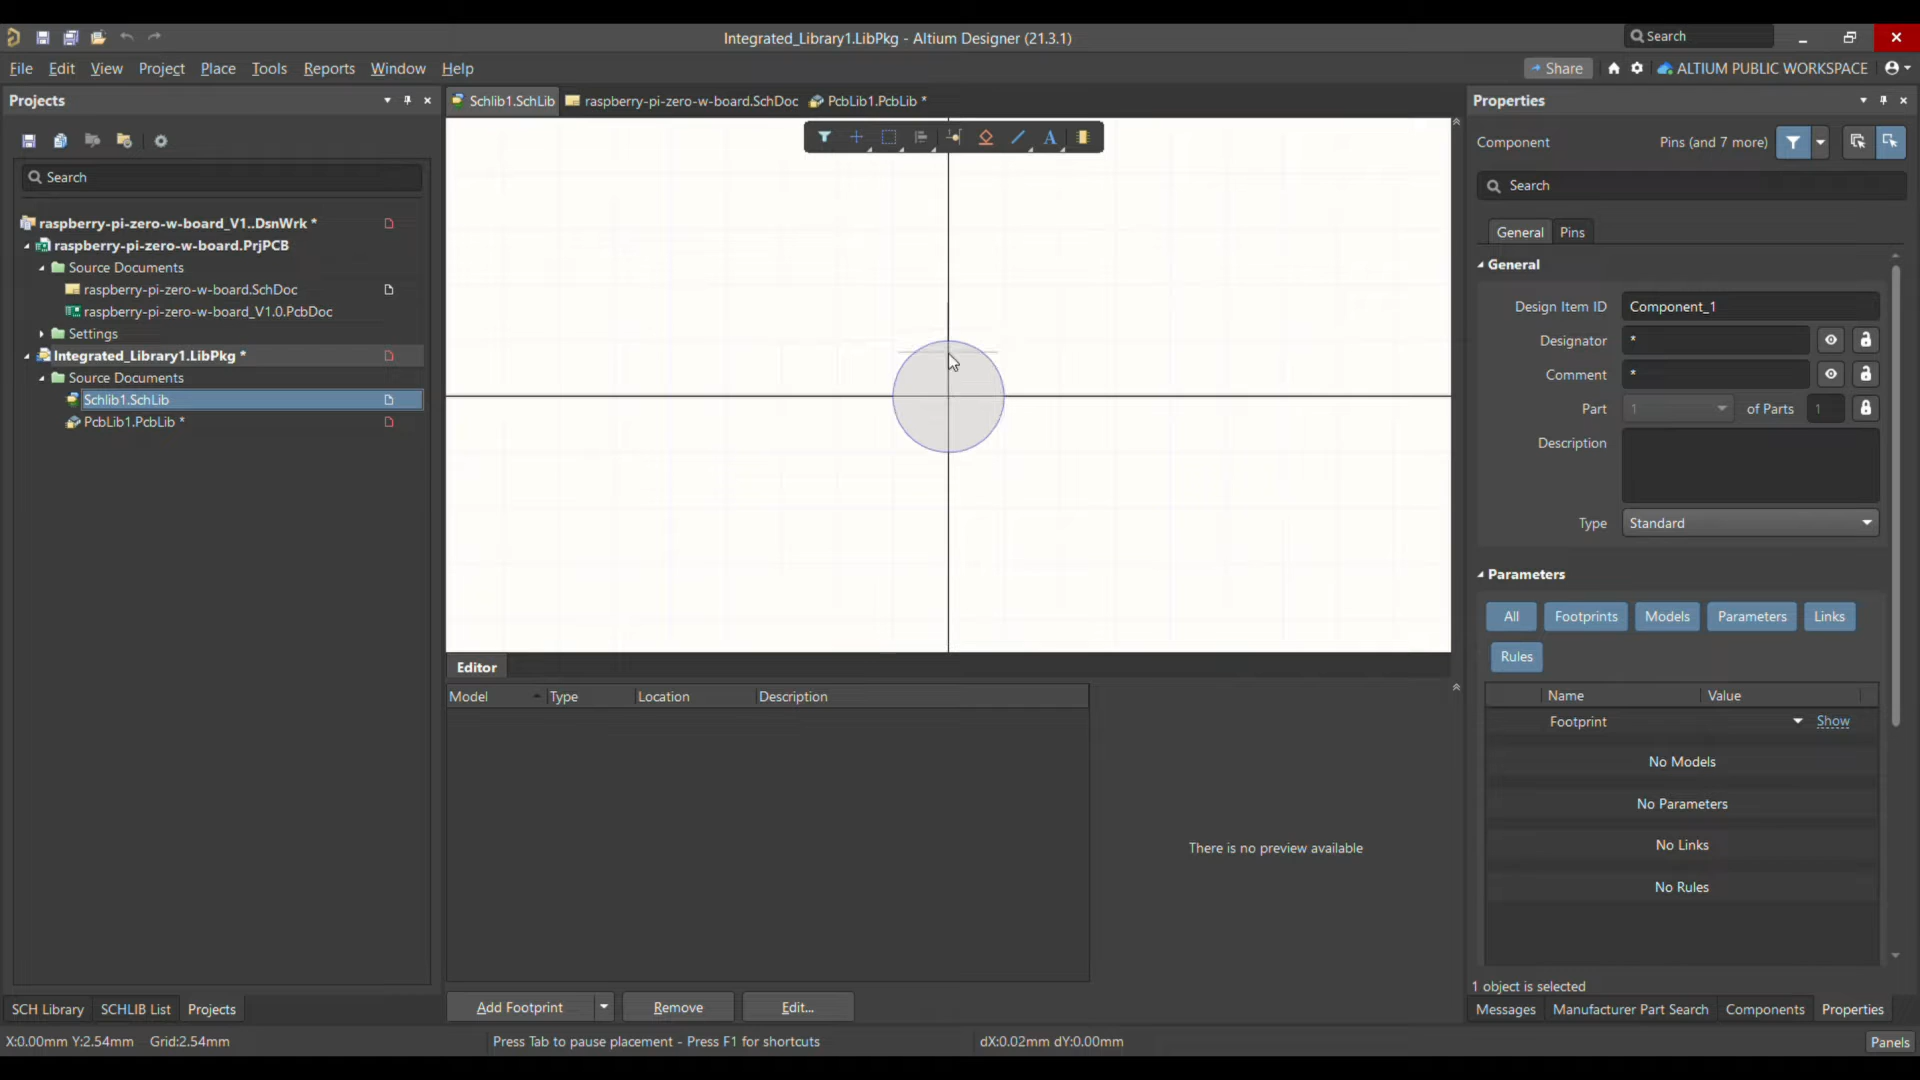 Integrated_Library1.LibPkg - Altium Designer (21.3.1)
Search
File Edit View Project Place Tools Reports Window Help
Share
ALTIUM PUBLIC WORKSPACE
Projects
Search
raspberry-pi-zero-w-board_V1..DsnWrk *
raspberry-pi-zero-w-board.PrjPCB
Source Documents
raspberry-pi-zero-w-board.SchDoc
raspberry-pi-zero-w-board_V1.0.PcbDoc
Settings
Integrated_Library1.LibPkg *
Source Documents
Schlib1.SchLib
PcbLib1.PcbLib *
SCH Library SCHLIB List Projects
Schlib1.SchLib raspberry-pi-zero-w-board.SchDoc PcbLib1.PcbLib *
A
Editor
Model Type Location Description
There is no preview available
Add Footprint Remove Edit...
Properties
Component Pins (and 7 more)
Search
General Pins
General
Design Item ID Component_1
Designator *
Comment *
Part 1 of Parts 1
Description
Type Standard
Parameters
All Footprints Models Parameters Links
Rules
Name Value
Footprint Show
No Models
No Parameters
No Links
No Rules
1 object is selected
Messages Manufacturer Part Search Components Properties
X:0.00mm Y:2.54mm Grid:2.54mm
Press Tab to pause placement - Press F1 for shortcuts
dX:0.02mm dY:0.00mm
Panels